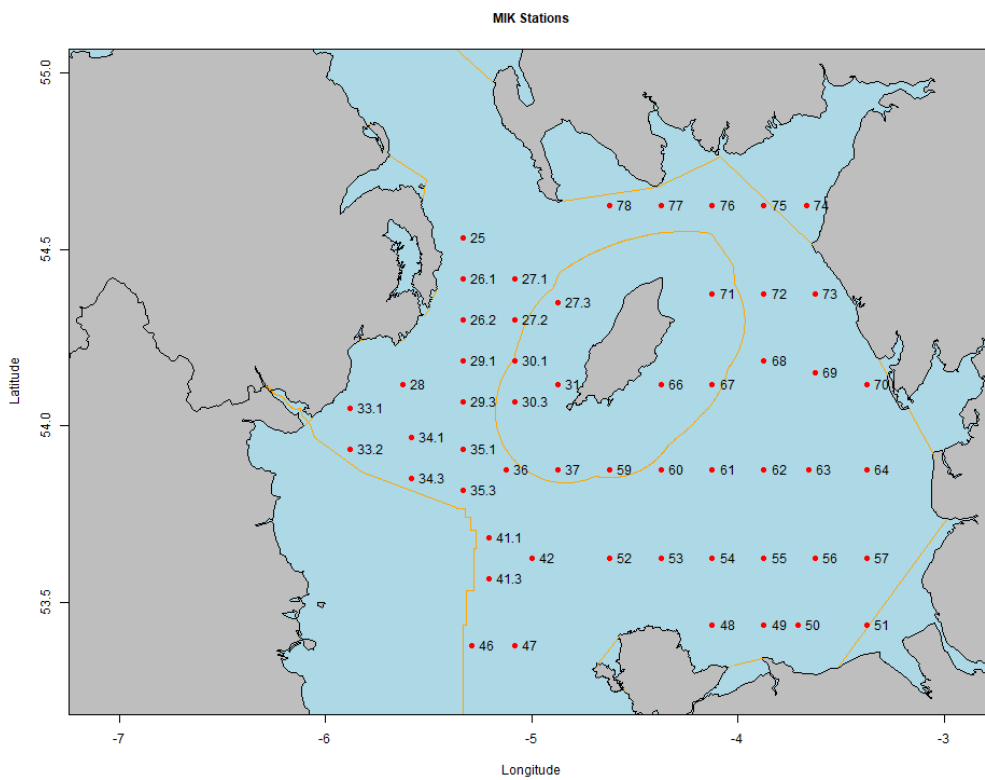 MIK Stations
55.0
78 77 76 75 74
54.5
25
26.1 27.1
71 72 73
27.3
26.2 27.2
29.1 30.1 68
69
28 31 66 67 70
Latitude
29.3 30.3
33.1
54.0
34.1
33.2 35.1
36 37 59 60 61 62 63 64
34.3
35.3
41.1
42 52 53 54 55 56 57
41.3
53.5
48 49 50 51
46 47
-7 -6 -5 -4 -3
Longitude